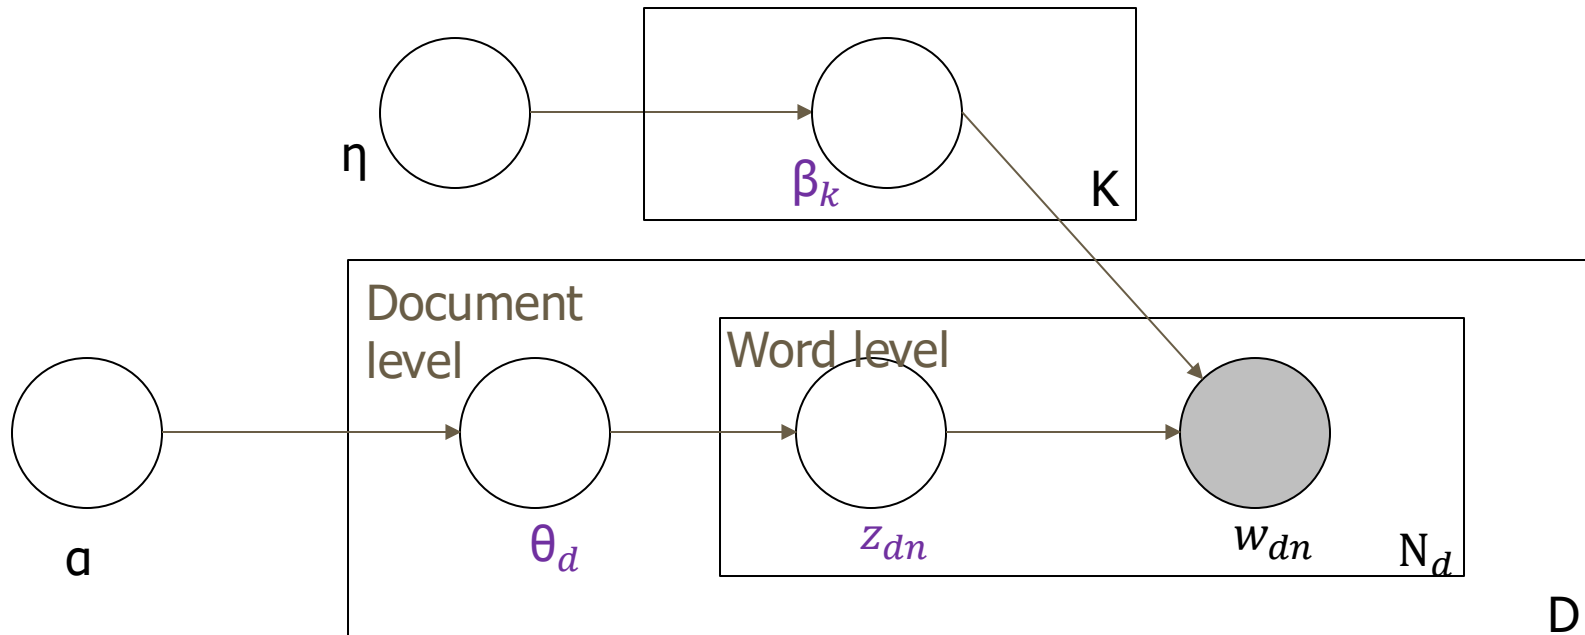 η
β𝑘
K
Document
level
Word level
α
θ𝑑
𝑧𝑑𝑛
𝑤𝑑𝑛
N𝑑
D